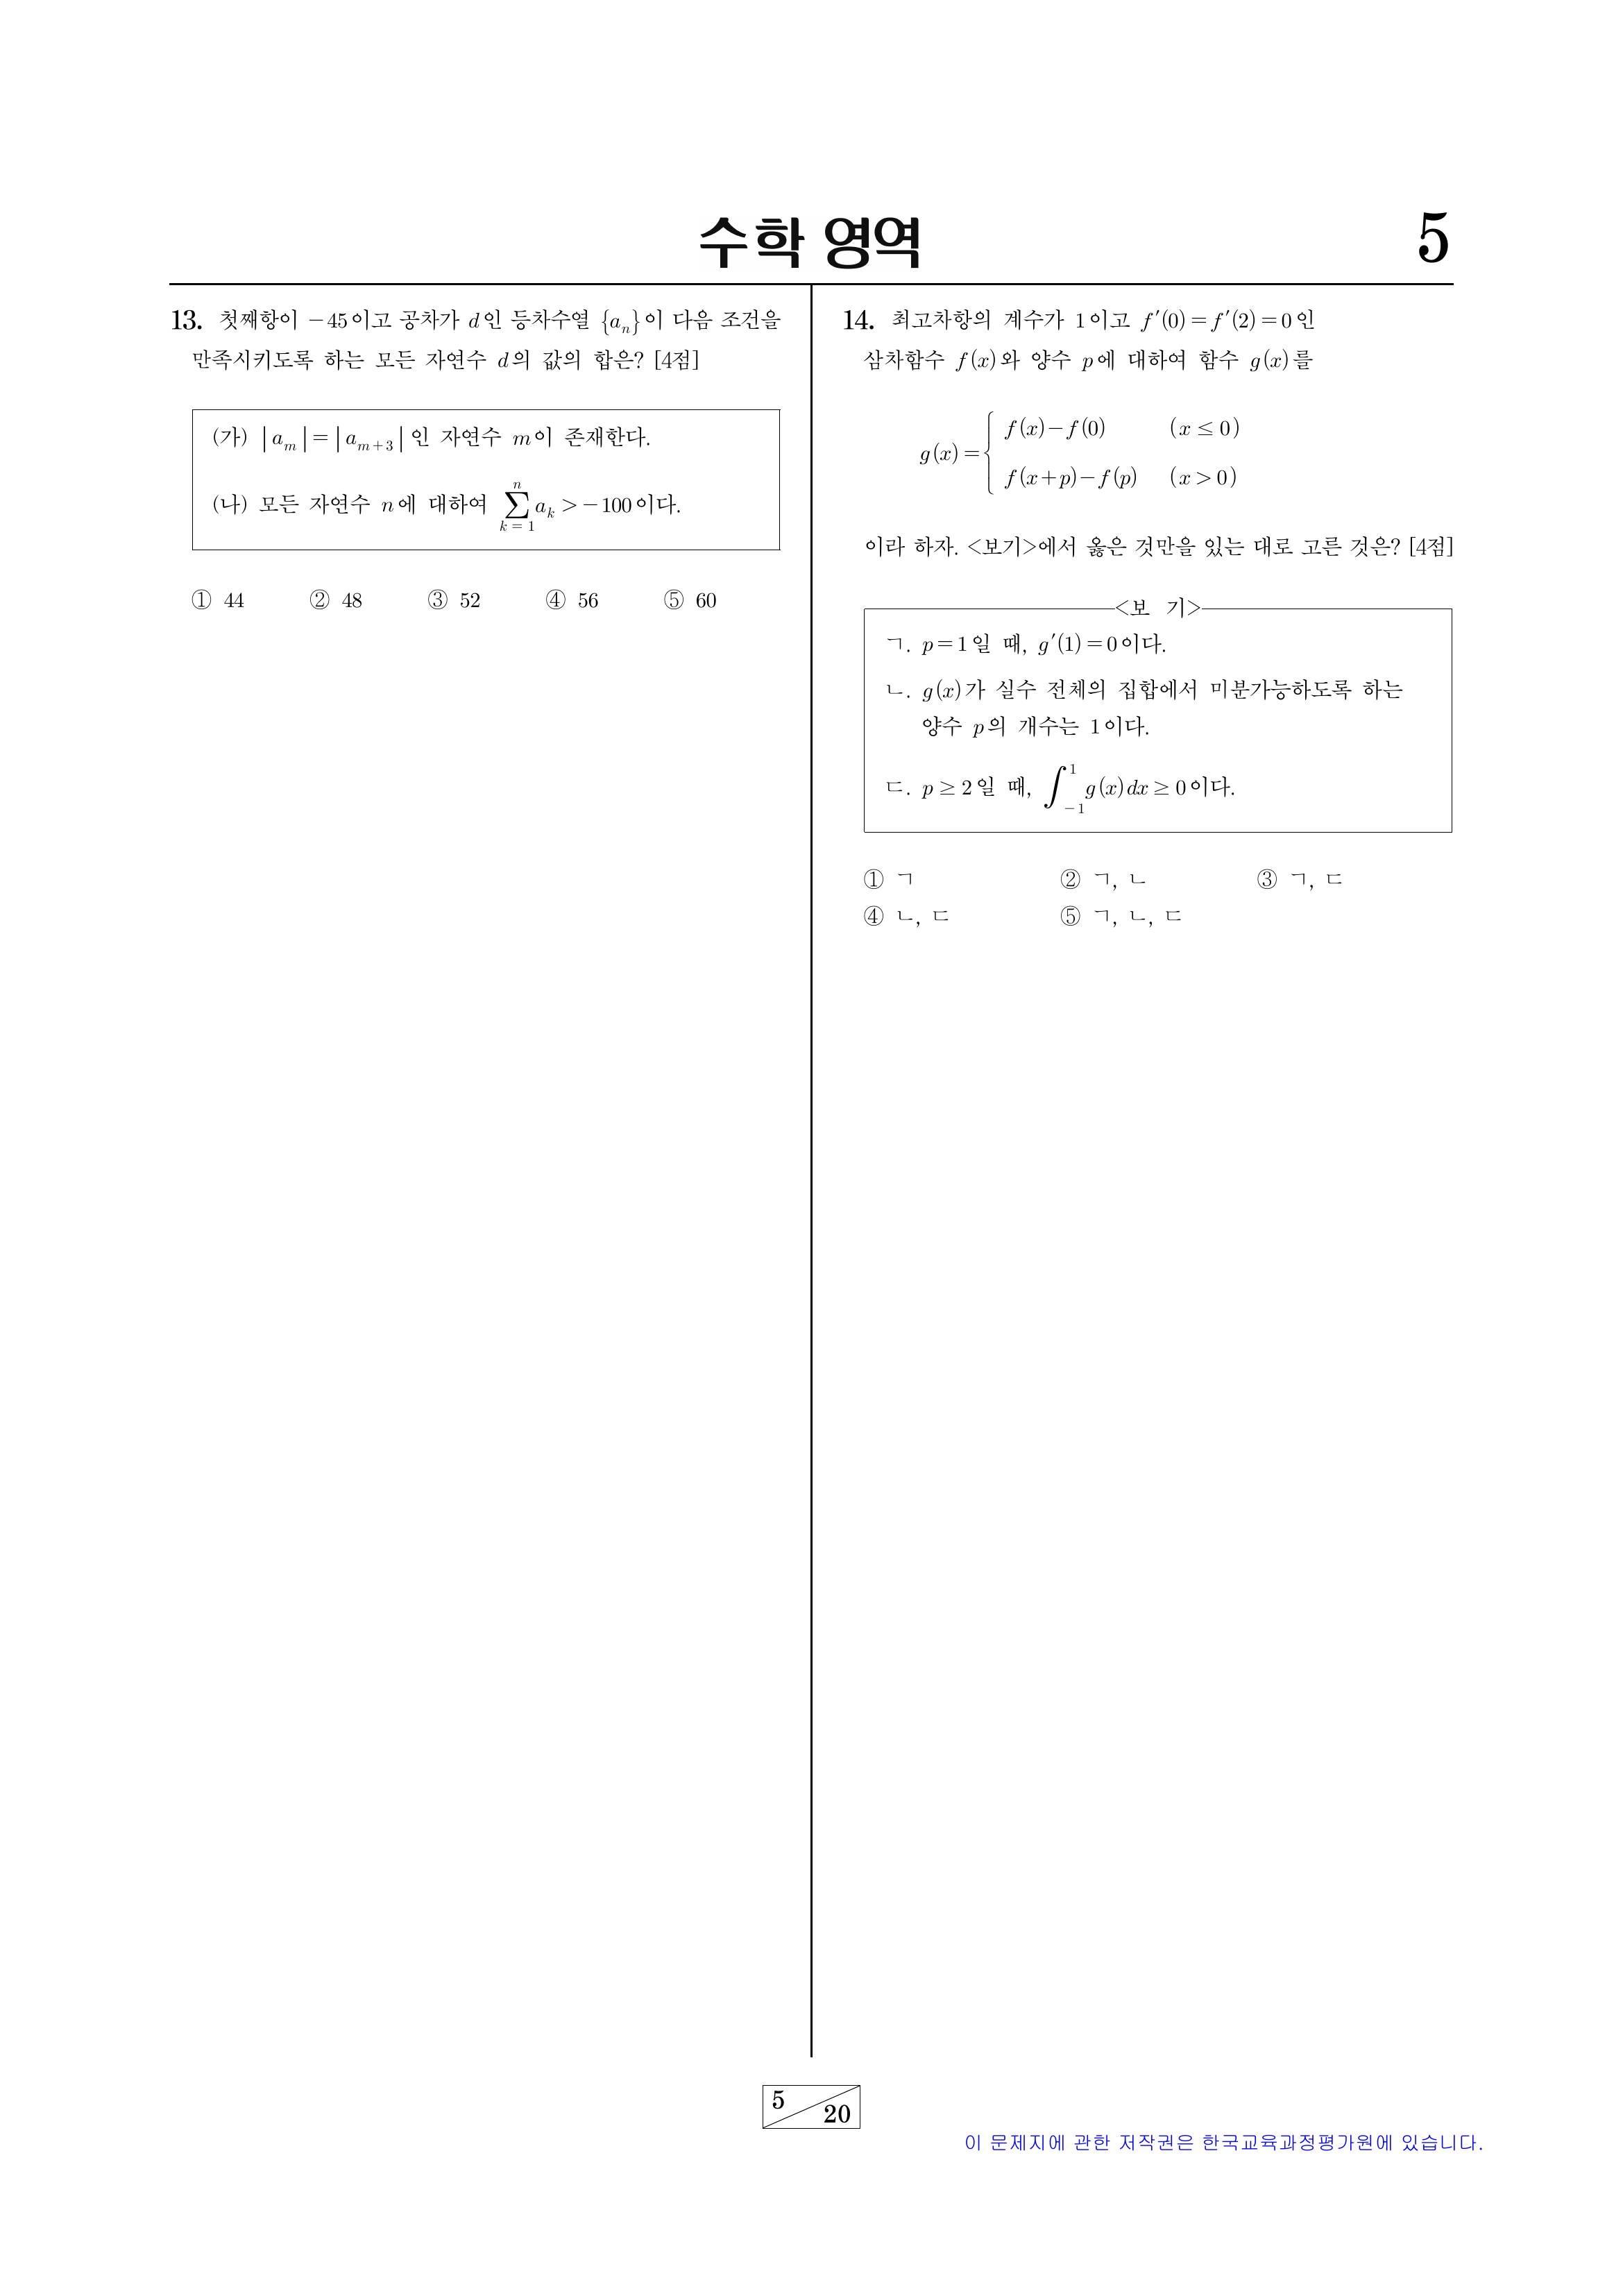 수학 영역
5
13. 첫째항이 −45이고 공차가 d인 등차수열 {a_n}이 다음 조건을
만족시키도록 하는 모든 자연수 d의 값의 합은? [4점]
(가) |a_m| = |a_{m+3}| 인 자연수 m이 존재한다.
(나) 모든 자연수 n에 대하여 \sum_{k=1}^{n} a_k > −100이다.
① 44 ② 48 ③ 52 ④ 56 ⑤ 60
14. 최고차항의 계수가 1이고 f′(0)=f′(2)=0인
삼차함수 f(x)와 양수 p에 대하여 함수 g(x)를
g(x) = { f(x)−f(0) (x ≤ 0)
f(x+p)−f(p) (x > 0)
이라 하자. <보기>에서 옳은 것만을 있는 대로 고른 것은? [4점]
<보 기>
ㄱ. p=1일 때, g′(1)=0이다.
ㄴ. g(x)가 실수 전체의 집합에서 미분가능하도록 하는
양수 p의 개수는 1이다.
ㄷ. p ≥ 2일 때, \int_{-1}^{1} g(x)dx ≥ 0이다.
① ㄱ ② ㄱ, ㄴ ③ ㄱ, ㄷ
④ ㄴ, ㄷ ⑤ ㄱ, ㄴ, ㄷ
5
20
이 문제지에 관한 저작권은 한국교육과정평가원에 있습니다.